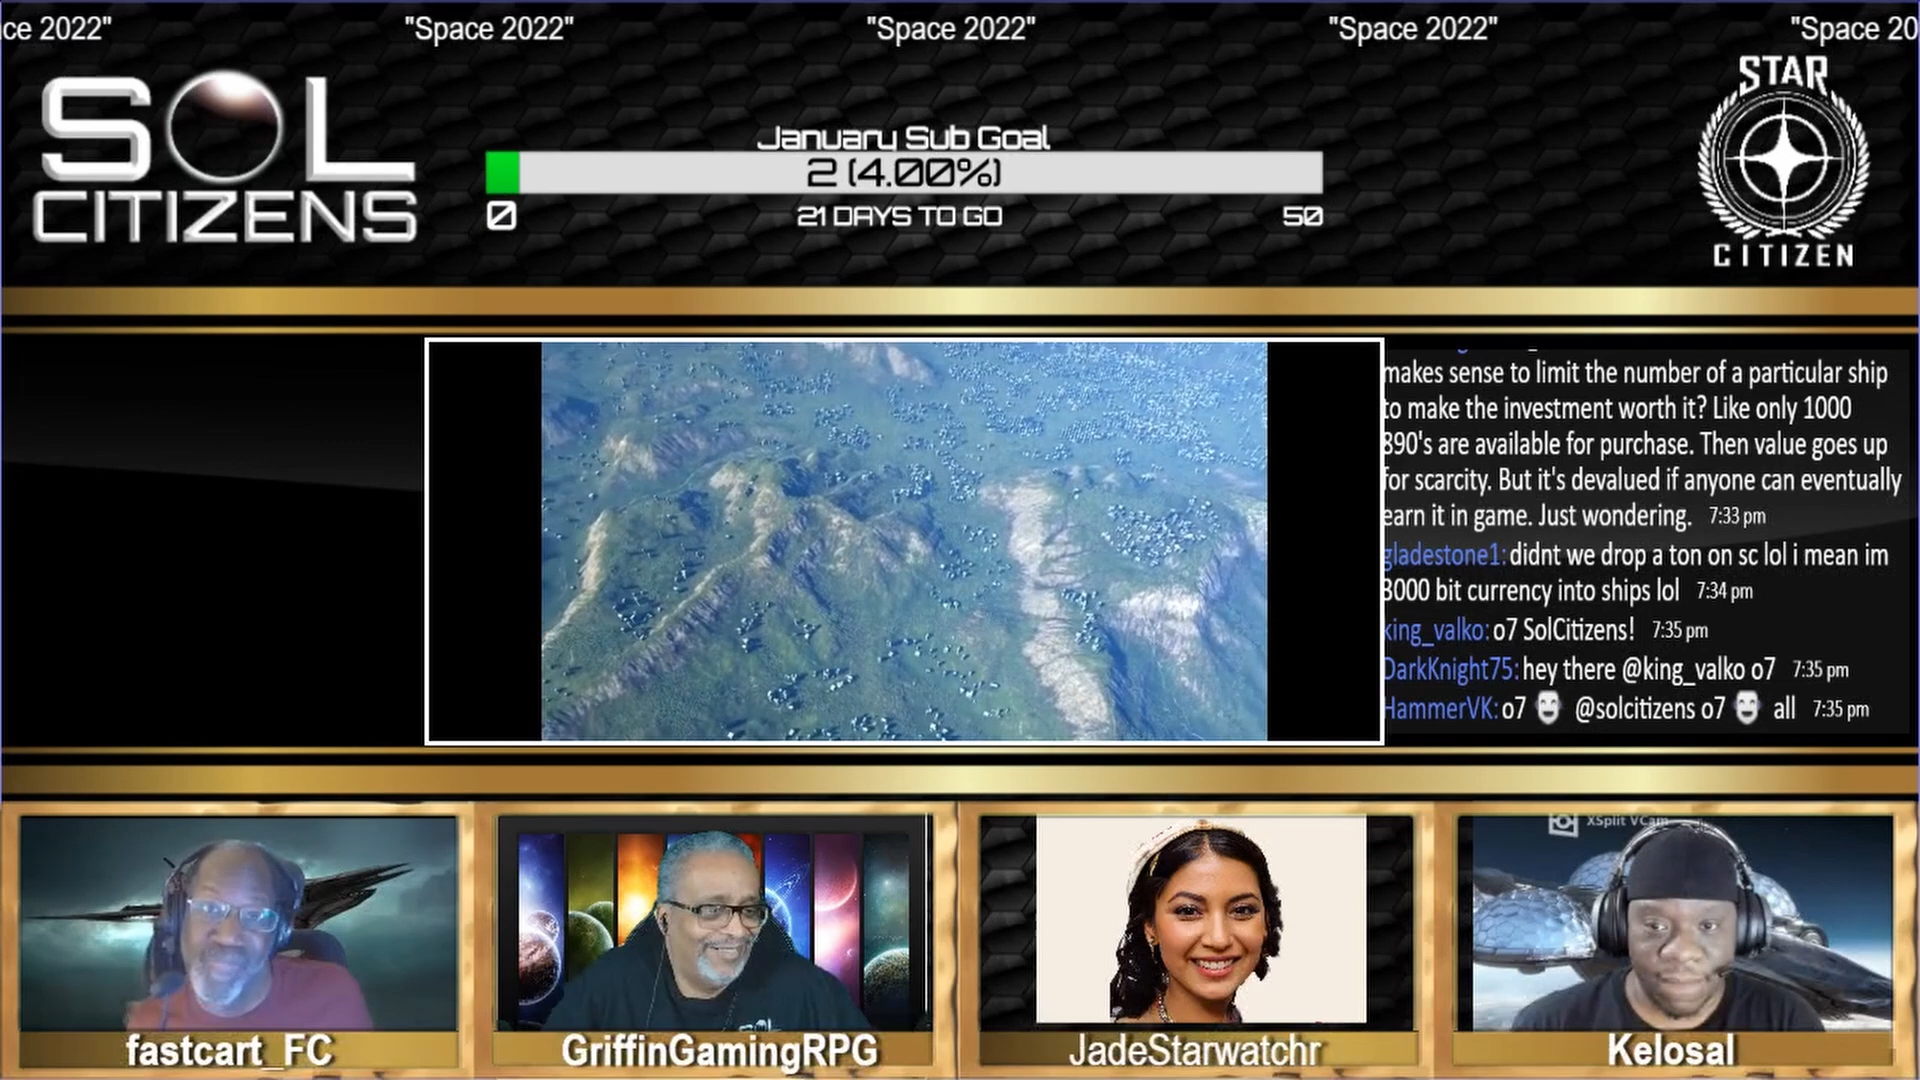 ce 2022" "Space 2022" "Space 2022" "Space 2022" "Space 20
SOL
CITIZENS
January Sub Goal
2 (4.00%)
0 21 DAYS TO GO 50
STAR
CITIZEN
makes sense to limit the number of a particular ship
to make the investment worth it? Like only 1000
890's are available for purchase. Then value goes up
for scarcity. But it's devalued if anyone can eventually
earn it in game. Just wondering. 7:33 pm
gladestone1: didnt we drop a ton on sc lol i mean im
3000 bit currency into ships lol 7:34 pm
king_valko: o7 SolCitizens! 7:35 pm
DarkKnight75: hey there @king_valko o7 7:35 pm
HammerVK: o7 @solcitizens o7 all 7:35 pm
XSplit VCam
fastcart_FC
GriffinGamingRPG
JadeStarwatchr
Kelosal